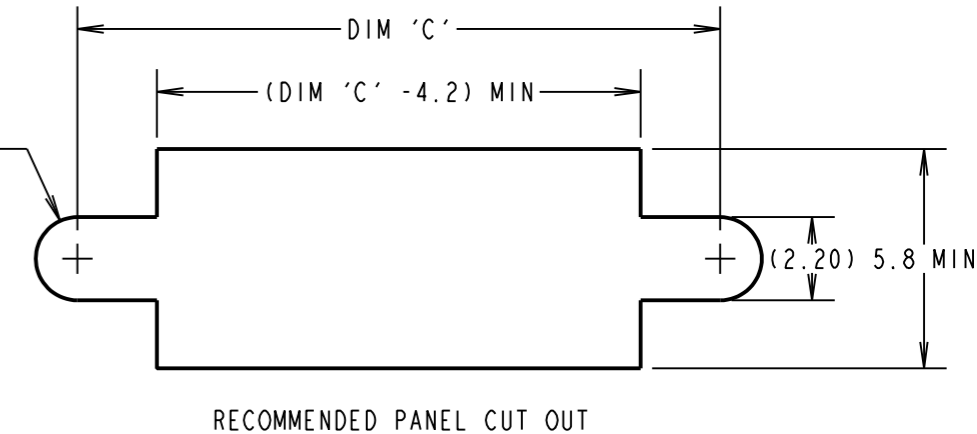 DIM 'C'
(DIM 'C' -4.2) MIN
(2.20) 5.8 MIN
RECOMMENDED PANEL CUT OUT